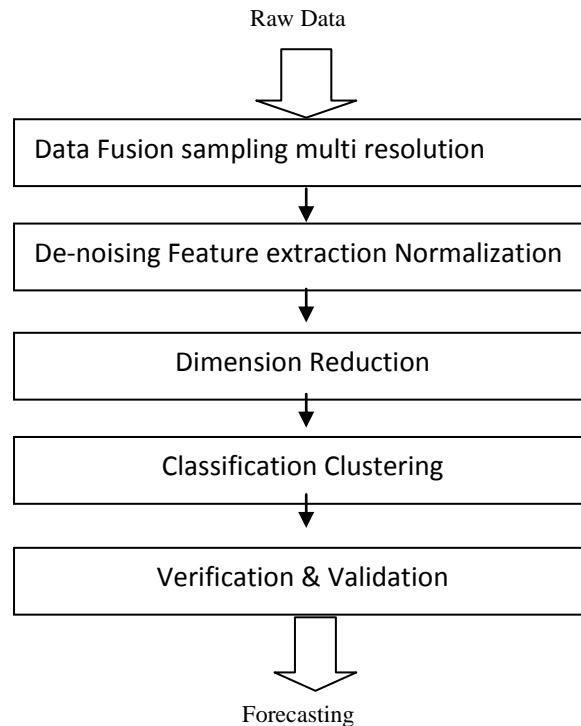 Raw Data
Data Fusion sampling multi resolution
De-noising Feature extraction Normalization
Dimension Reduction
Classification Clustering
Verification & Validation
Forecasting